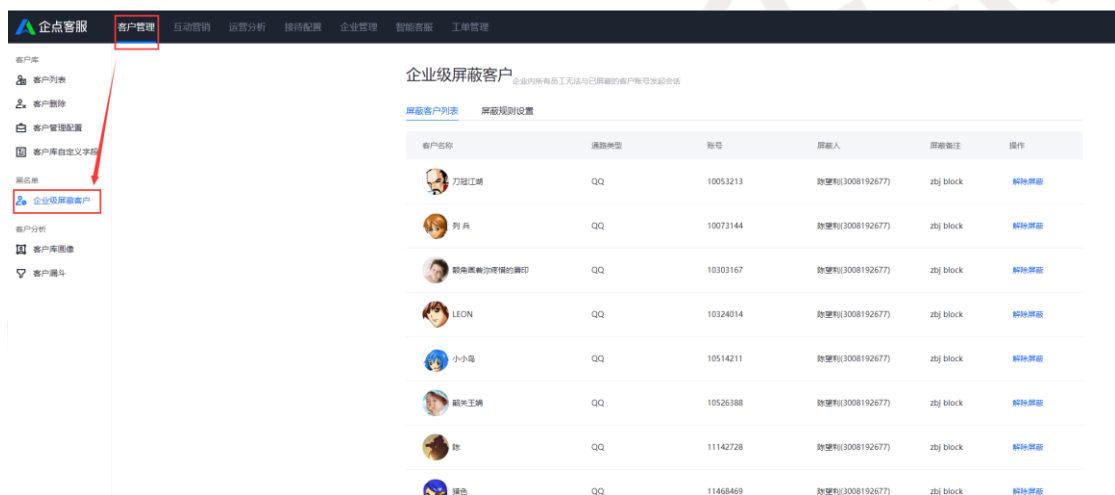 企点客服 客户管理 互动营销 运营分析 接待配置 企业管理 智能客服 工单管理
客户库
客户列表
客户删除
客户管理配置
客户库自定义字段
黑名单
企业级屏蔽客户
客户分析
客户库画像
客户漏斗
企业级屏蔽客户 企业内所有员工无法与已屏蔽的客户账号发起会话
屏蔽客户列表 屏蔽规则设置
客户名称 通路类型 账号 屏蔽人 屏蔽备注 操作
刀冠江湖 QQ 10053213 陈望利(3008192677) zbj block 解除屏蔽
列兵 QQ 10073144 陈望利(3008192677) zbj block 解除屏蔽
QQ 10303167 陈望利(3008192677) zbj block 解除屏蔽
LEON QQ 10324014 陈望利(3008192677) zbj block 解除屏蔽
小小鸟 QQ 10514211 陈望利(3008192677) zbj block 解除屏蔽
韶关王娟 QQ 10526388 陈望利(3008192677) zbj block 解除屏蔽
陈 QQ 11142728 陈望利(3008192677) zbj block 解除屏蔽
猎色 QQ 11468469 陈望利(3008192677) zbj block 解除屏蔽